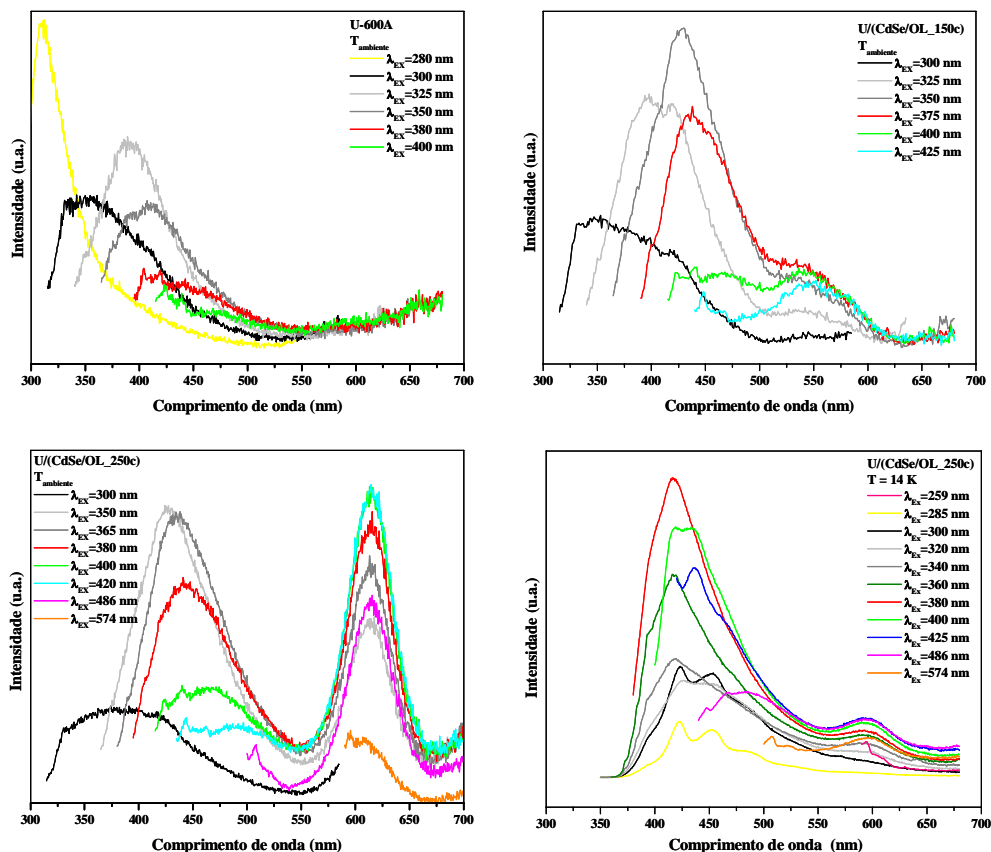 U-600A
T ambiente
λEX=280 nm
λEX=300 nm
λEX=325 nm
λEX=350 nm
λEX=380 nm
λEX=400 nm
Intensidade (u.a.)
300 350 400 450 500 550 600 650 700
Comprimento de onda (nm)
U/(CdSe/OL_150c)
T ambiente
λEX=300 nm
λEX=325 nm
λEX=350 nm
λEX=375 nm
λEX=400 nm
λEX=425 nm
Intensidade (u.a.)
300 400 500 600 700
Comprimento de onda (nm)
U/(CdSe/OL_250c)
T ambiente
λEX=300 nm
λEX=350 nm
λEX=365 nm
λEX=380 nm
λEX=400 nm
λEX=420 nm
λEX=486 nm
λEX=574 nm
Intensidade (u.a.)
300 350 400 450 500 550 600 650 700
Comprimento de onda (nm)
U/(CdSe/OL_250c)
T = 14 K
λEx=259 nm
λEx=285 nm
λEx=300 nm
λEx=320 nm
λEx=340 nm
λEx=360 nm
λEx=380 nm
λEx=400 nm
λEx=425 nm
λEx=486 nm
λEx=574 nm
Intensidade (u.a.)
300 400 500 600 700
Comprimento de onda (nm)